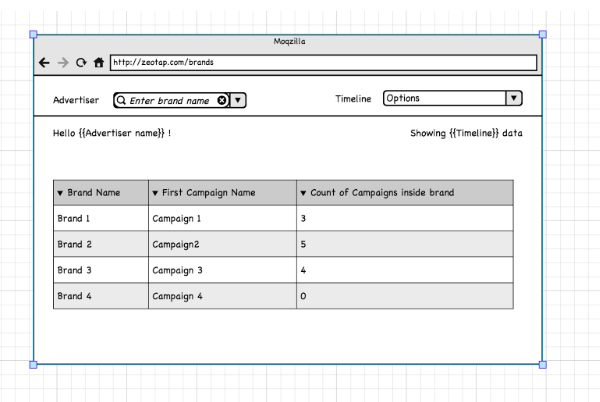 Moqzilla
http://zeotap.com/brands
Advertiser Enter brand name Timeline Options
Hello {{Advertiser name}} ! Showing {{Timeline}} data
Brand Name First Campaign Name Count of Campaigns inside brand
Brand 1 Campaign 1 3
Brand 2 Campaign2 5
Brand 3 Campaign 3 4
Brand 4 Campaign 4 0